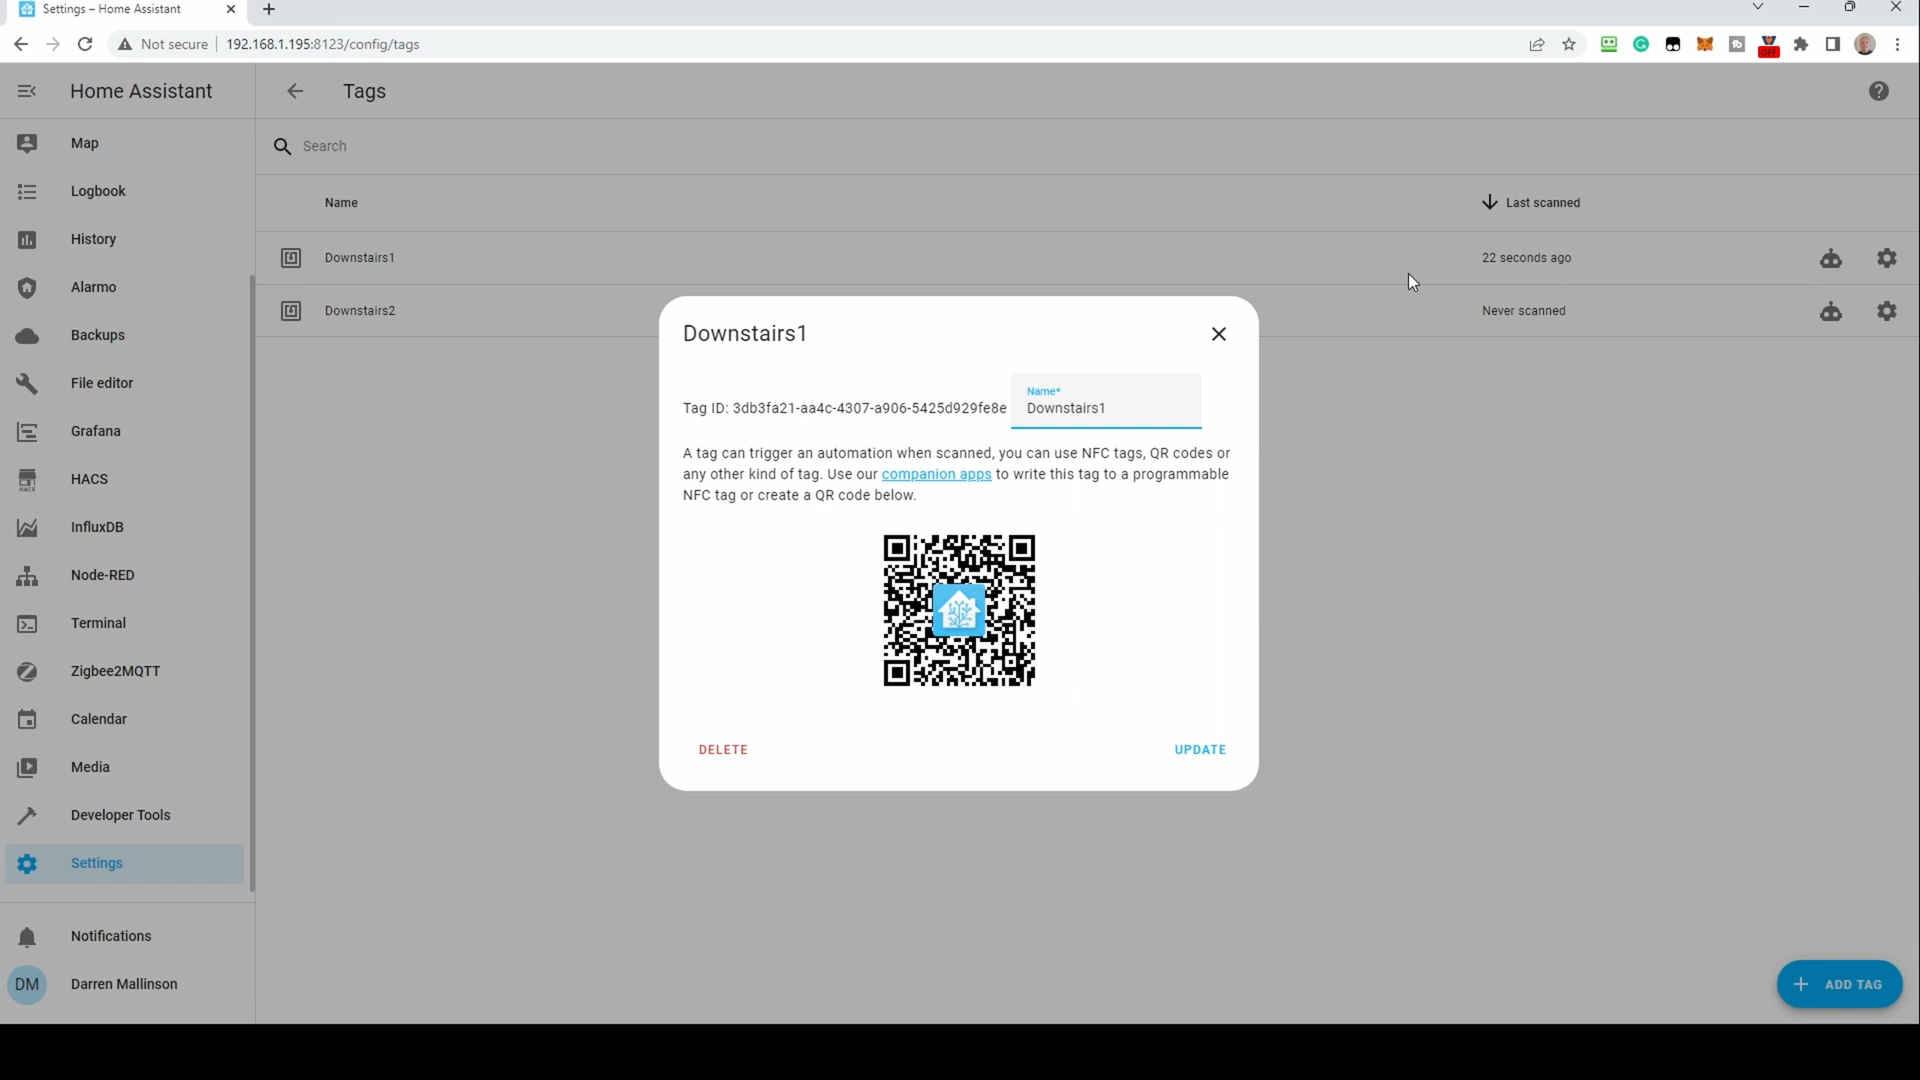 Settings – Home Assistant
Not secure
192.168.1.195:8123/config/tags
OFF
Home Assistant
Tags
Map
Logbook
History
Alarmo
Backups
File editor
Grafana
HACS
HACS
InfluxDB
Node-RED
Terminal
Zigbee2MQTT
Calendar
Media
Developer Tools
Settings
Notifications
DM
Darren Mallinson
Search
Name
Last scanned
Downstairs1
22 seconds ago
Downstairs2
Never scanned
Downstairs1
Tag ID: 3db3fa21-aa4c-4307-a906-5425d929fe8e
Name*
Downstairs1
A tag can trigger an automation when scanned, you can use NFC tags, QR codes or
any other kind of tag. Use our companion apps to write this tag to a programmable
NFC tag or create a QR code below.
DELETE
UPDATE
ADD TAG